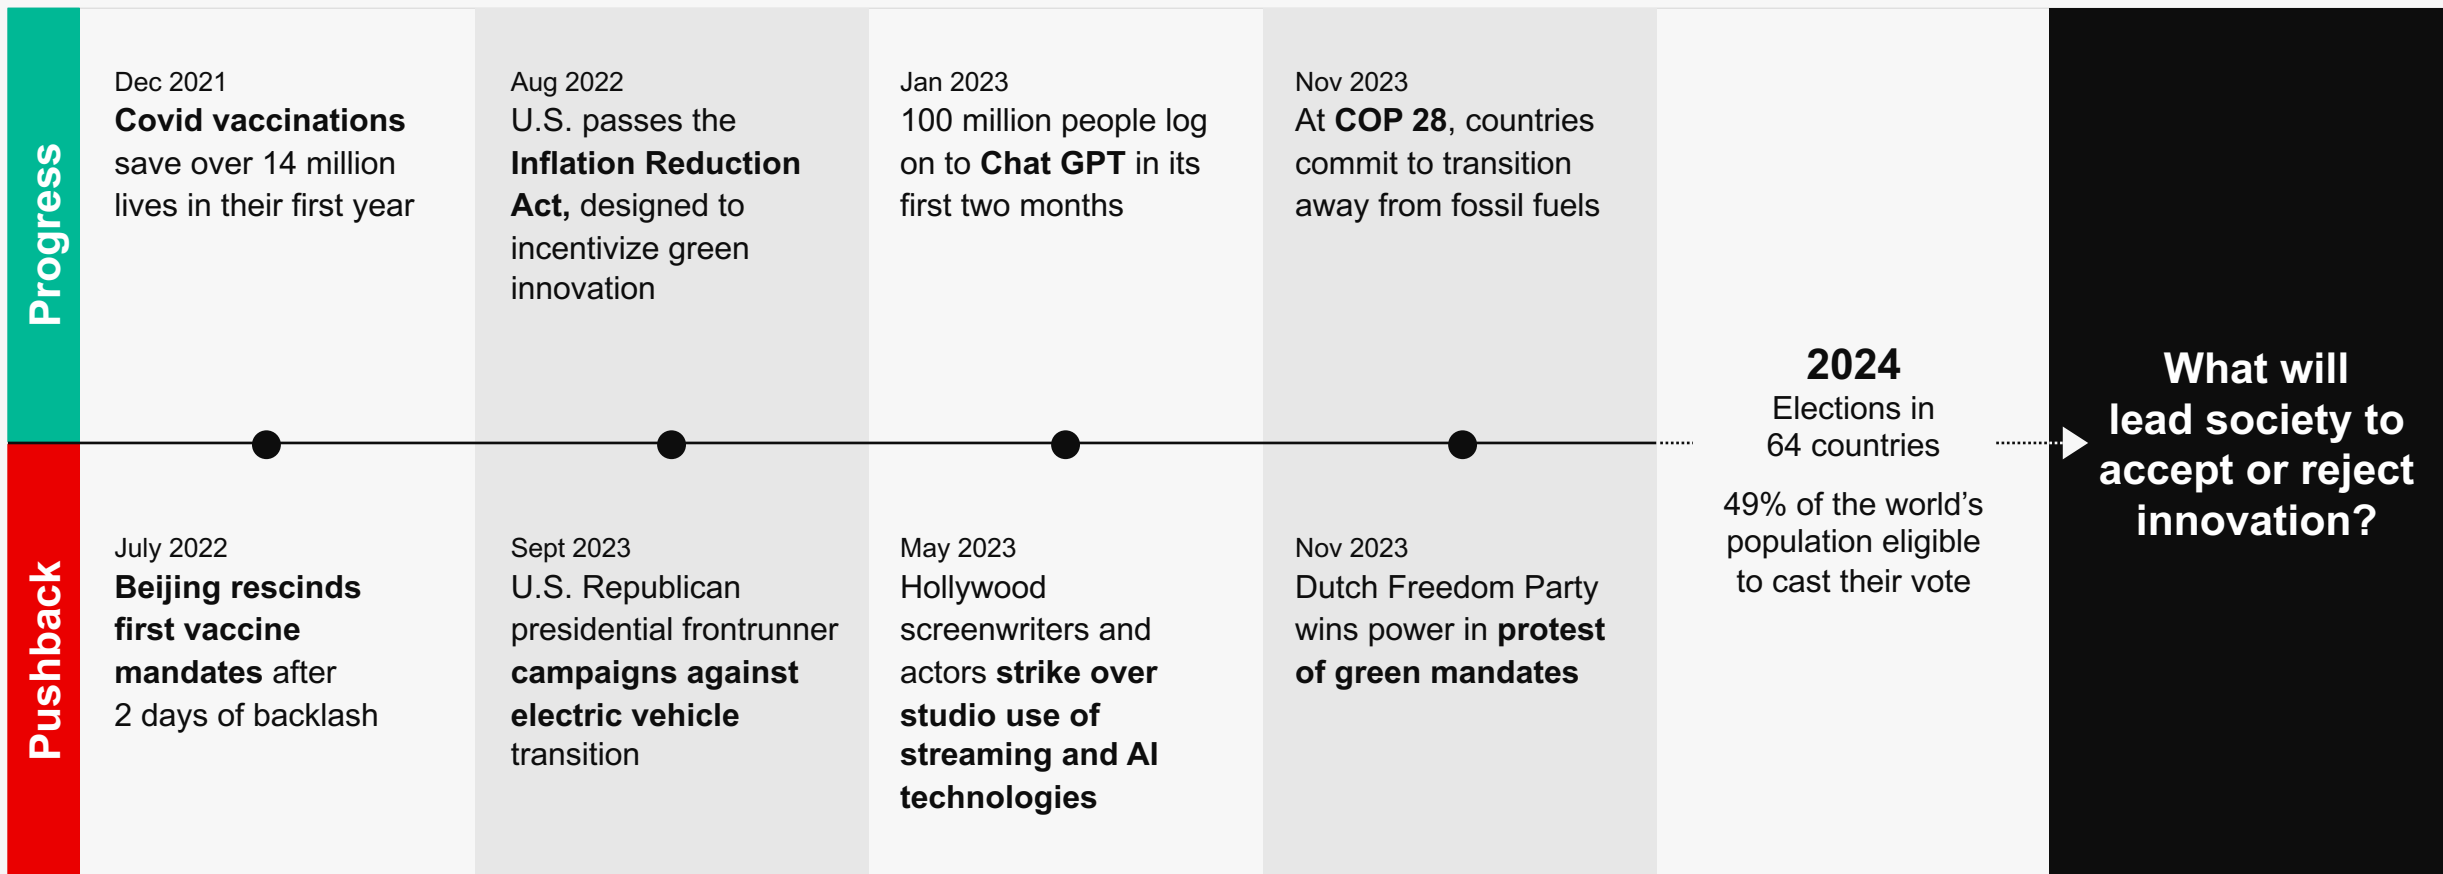 Progress
Dec 2021
Covid vaccinations
save over 14 million
lives in their first year
Aug 2022
U.S. passes the
Inflation Reduction
Act, designed to
incentivize green
innovation
Jan 2023
100 million people log
on to Chat GPT in its
first two months
Nov 2023
At COP 28, countries
commit to transition
away from fossil fuels
Pushback
July 2022
Beijing rescinds
first vaccine
mandates after
2 days of backlash
Sept 2023
U.S. Republican
presidential frontrunner
campaigns against
electric vehicle
transition
May 2023
Hollywood
screenwriters and
actors strike over
studio use of
streaming and AI
technologies
Nov 2023
Dutch Freedom Party
wins power in protest
of green mandates
2024
Elections in
64 countries
49% of the world’s
population eligible
to cast their vote
What will
lead society to
accept or reject
innovation?